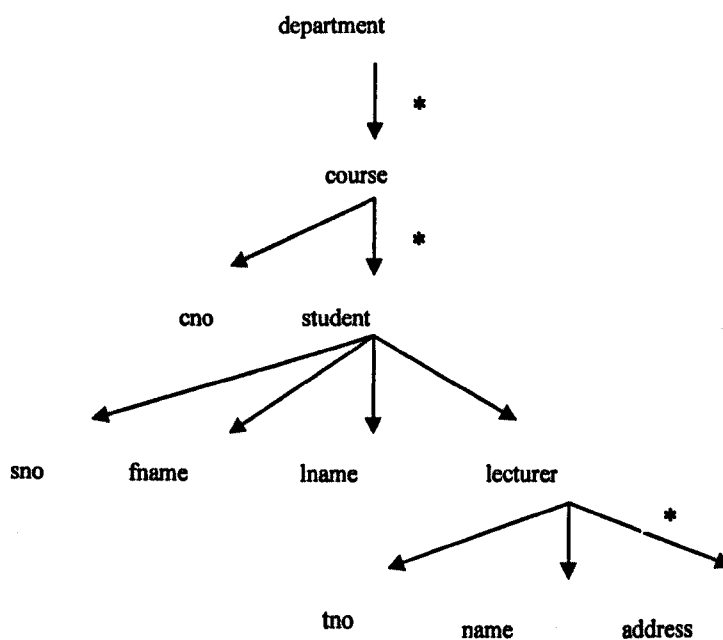 department
*
course
*
cno student
sno fname lname lecturer
*
tno name address